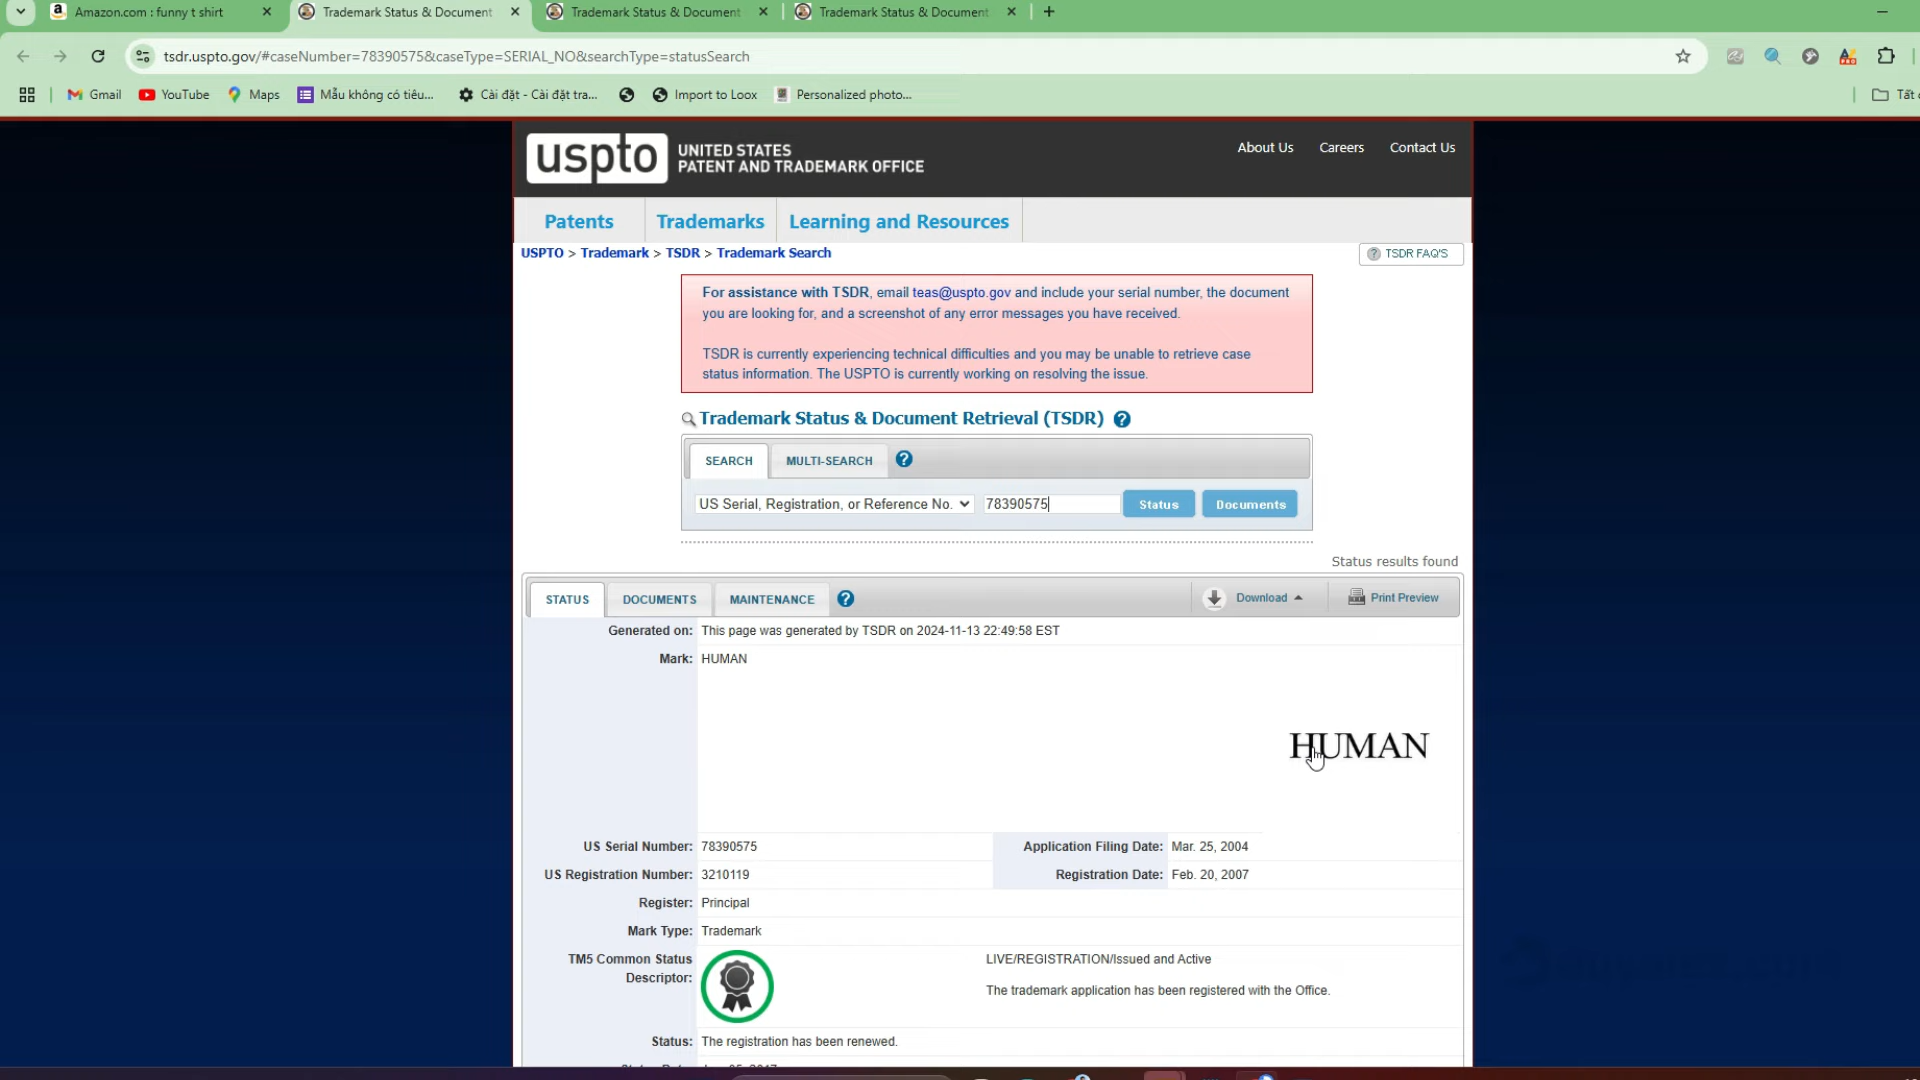 Amazon.com : funny t shirt
Trademark Status & Document
Trademark Status & Document
Trademark Status & Document
tsdr.uspto.gov/#caseNumber=78390575&caseType=SERIAL_NO&searchType=statusSearch
Gmail
YouTube
Maps
Mẫu không có tiêu...
Cài đặt - Cài đặt tra...
Import to Loox
Personalized photo...
uspto
UNITED STATES
PATENT AND TRADEMARK OFFICE
About Us
Careers
Contact Us
Patents
Trademarks
Learning and Resources
USPTO > Trademark > TSDR > Trademark Search
TSDR FAQ'S
For assistance with TSDR, email teas@uspto.gov and include your serial number, the document
you are looking for, and a screenshot of any error messages you have received.
TSDR is currently experiencing technical difficulties and you may be unable to retrieve case
status information. The USPTO is currently working on resolving the issue.
Trademark Status & Document Retrieval (TSDR) ?
SEARCH
MULTI-SEARCH
?
US Serial, Registration, or Reference No.
78390575
Status
Documents
Status results found
STATUS
DOCUMENTS
MAINTENANCE
?
Download
Print Preview
Generated on: This page was generated by TSDR on 2024-11-13 22:49:58 EST
Mark: HUMAN
HUMAN
US Serial Number: 78390575
Application Filing Date: Mar. 25, 2004
US Registration Number: 3210119
Registration Date: Feb. 20, 2007
Register: Principal
Mark Type: Trademark
TM5 Common Status
Descriptor:
LIVE/REGISTRATION/Issued and Active
The trademark application has been registered with the Office.
Status: The registration has been renewed.